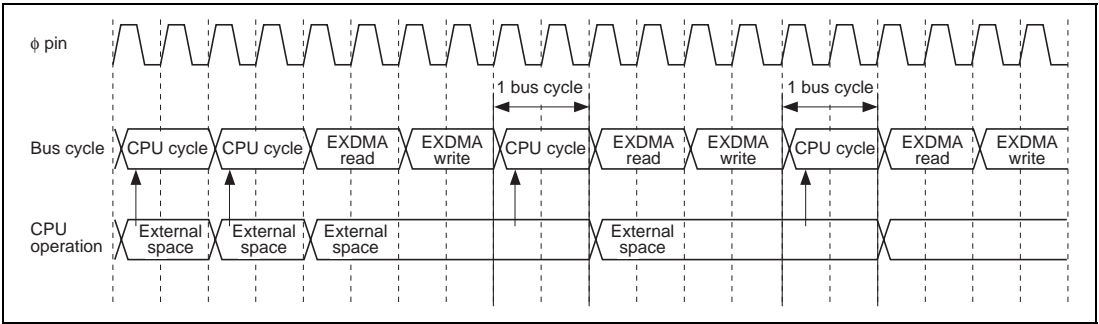 ϕ pin
1 bus cycle 1 bus cycle
Bus cycle CPU cycle CPU cycle EXDMA read EXDMA write CPU cycle EXDMA read EXDMA write CPU cycle EXDMA read EXDMA write
CPU operation External space External space External space External space